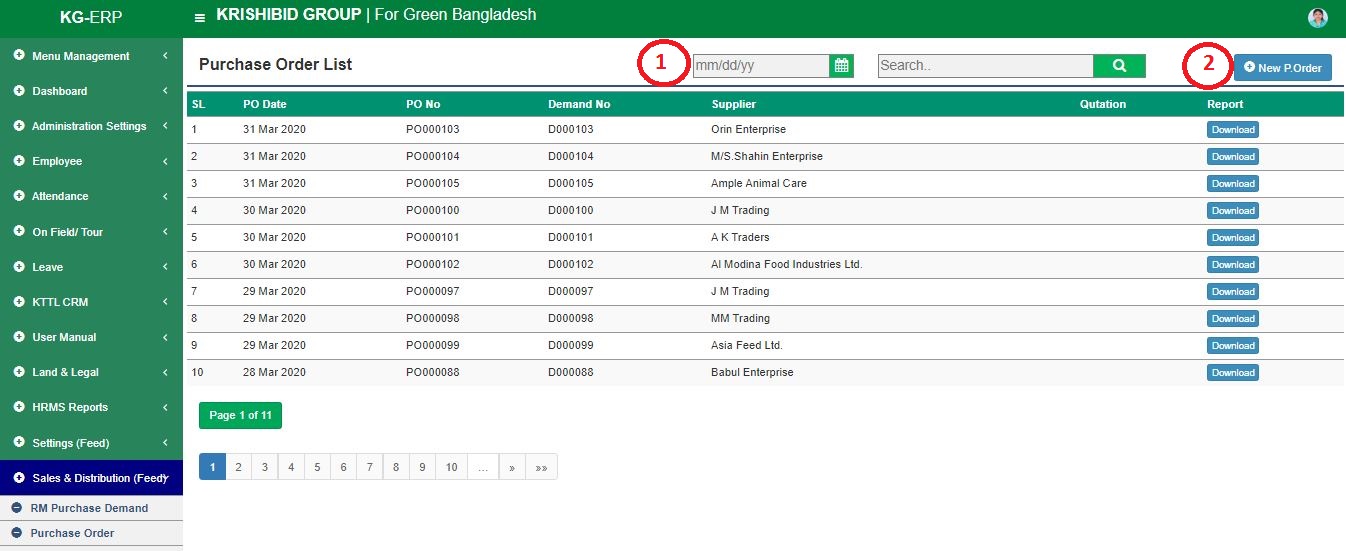 KG-ERP
KRISHIBID GROUP | For Green Bangladesh
Menu Management
Dashboard
Administration Settings
Employee
Attendance
On Field/ Tour
Leave
KTTL CRM
User Manual
Land & Legal
HRMS Reports
Settings (Feed)
Sales & Distribution (Feed)
RM Purchase Demand
Purchase Order
Purchase Order List
1
mm/dd/yy
Search..
2
New P.Order
SL PO Date PO No Demand No Supplier Qutation Report
1 31 Mar 2020 PO000103 D000103 Orin Enterprise Download
2 31 Mar 2020 PO000104 D000104 M/S.Shahin Enterprise Download
3 31 Mar 2020 PO000105 D000105 Ample Animal Care Download
4 30 Mar 2020 PO000100 D000100 J M Trading Download
5 30 Mar 2020 PO000101 D000101 A K Traders Download
6 30 Mar 2020 PO000102 D000102 Al Modina Food Industries Ltd. Download
7 29 Mar 2020 PO000097 D000097 J M Trading Download
8 29 Mar 2020 PO000098 D000098 MM Trading Download
9 29 Mar 2020 PO000099 D000099 Asia Feed Ltd. Download
10 28 Mar 2020 PO000088 D000088 Babul Enterprise Download
Page 1 of 11
1 2 3 4 5 6 7 8 9 10 ... » »»